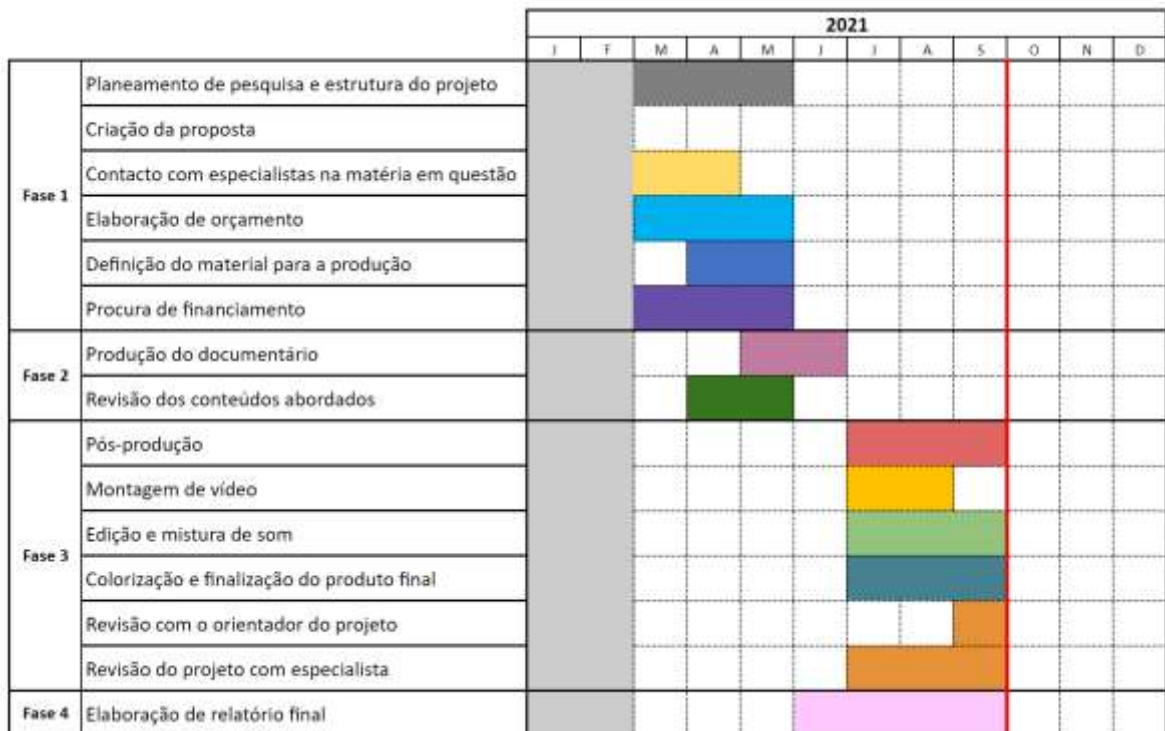 2021
J F M A M J J A S O N D
Fase 1
Planeamento de pesquisa e estrutura do projeto
Criação da proposta
Contacto com especialistas na matéria em questão
Elaboração de orçamento
Definição do material para a produção
Procura de financiamento
Fase 2
Produção do documentário
Revisão dos conteúdos abordados
Fase 3
Pós-produção
Montagem de vídeo
Edição e mistura de som
Colorização e finalização do produto final
Revisão com o orientador do projeto
Revisão do projeto com especialista
Fase 4 Elaboração de relatório final